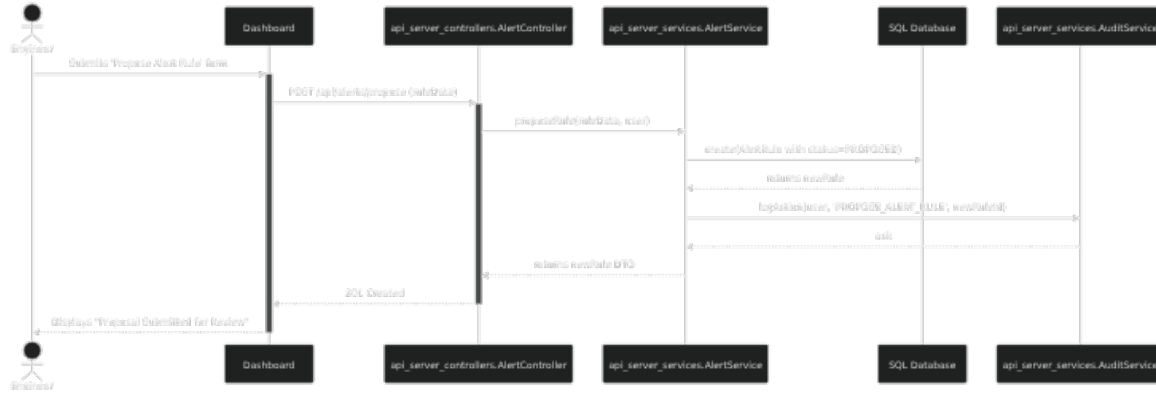 Dashboard
api_server_controllers.AlertController
api_server_services.AlertService
SQL Database
api_server_services.AuditService
Engineer
Submits "Propose Alert Rule" form
POST /api/alerts/propose (ruleData)
proposeRule(ruleData, user)
create(AlertRule with status=PROPOSED)
returns newRule
logAction(user, 'PROPOSE_ALERT_RULE', newRuleId)
ack
returns newRule DTO
201 Created
Displays "Proposal Submitted for Review"
Dashboard
api_server_controllers.AlertController
api_server_services.AlertService
SQL Database
api_server_services.AuditService
Engineer